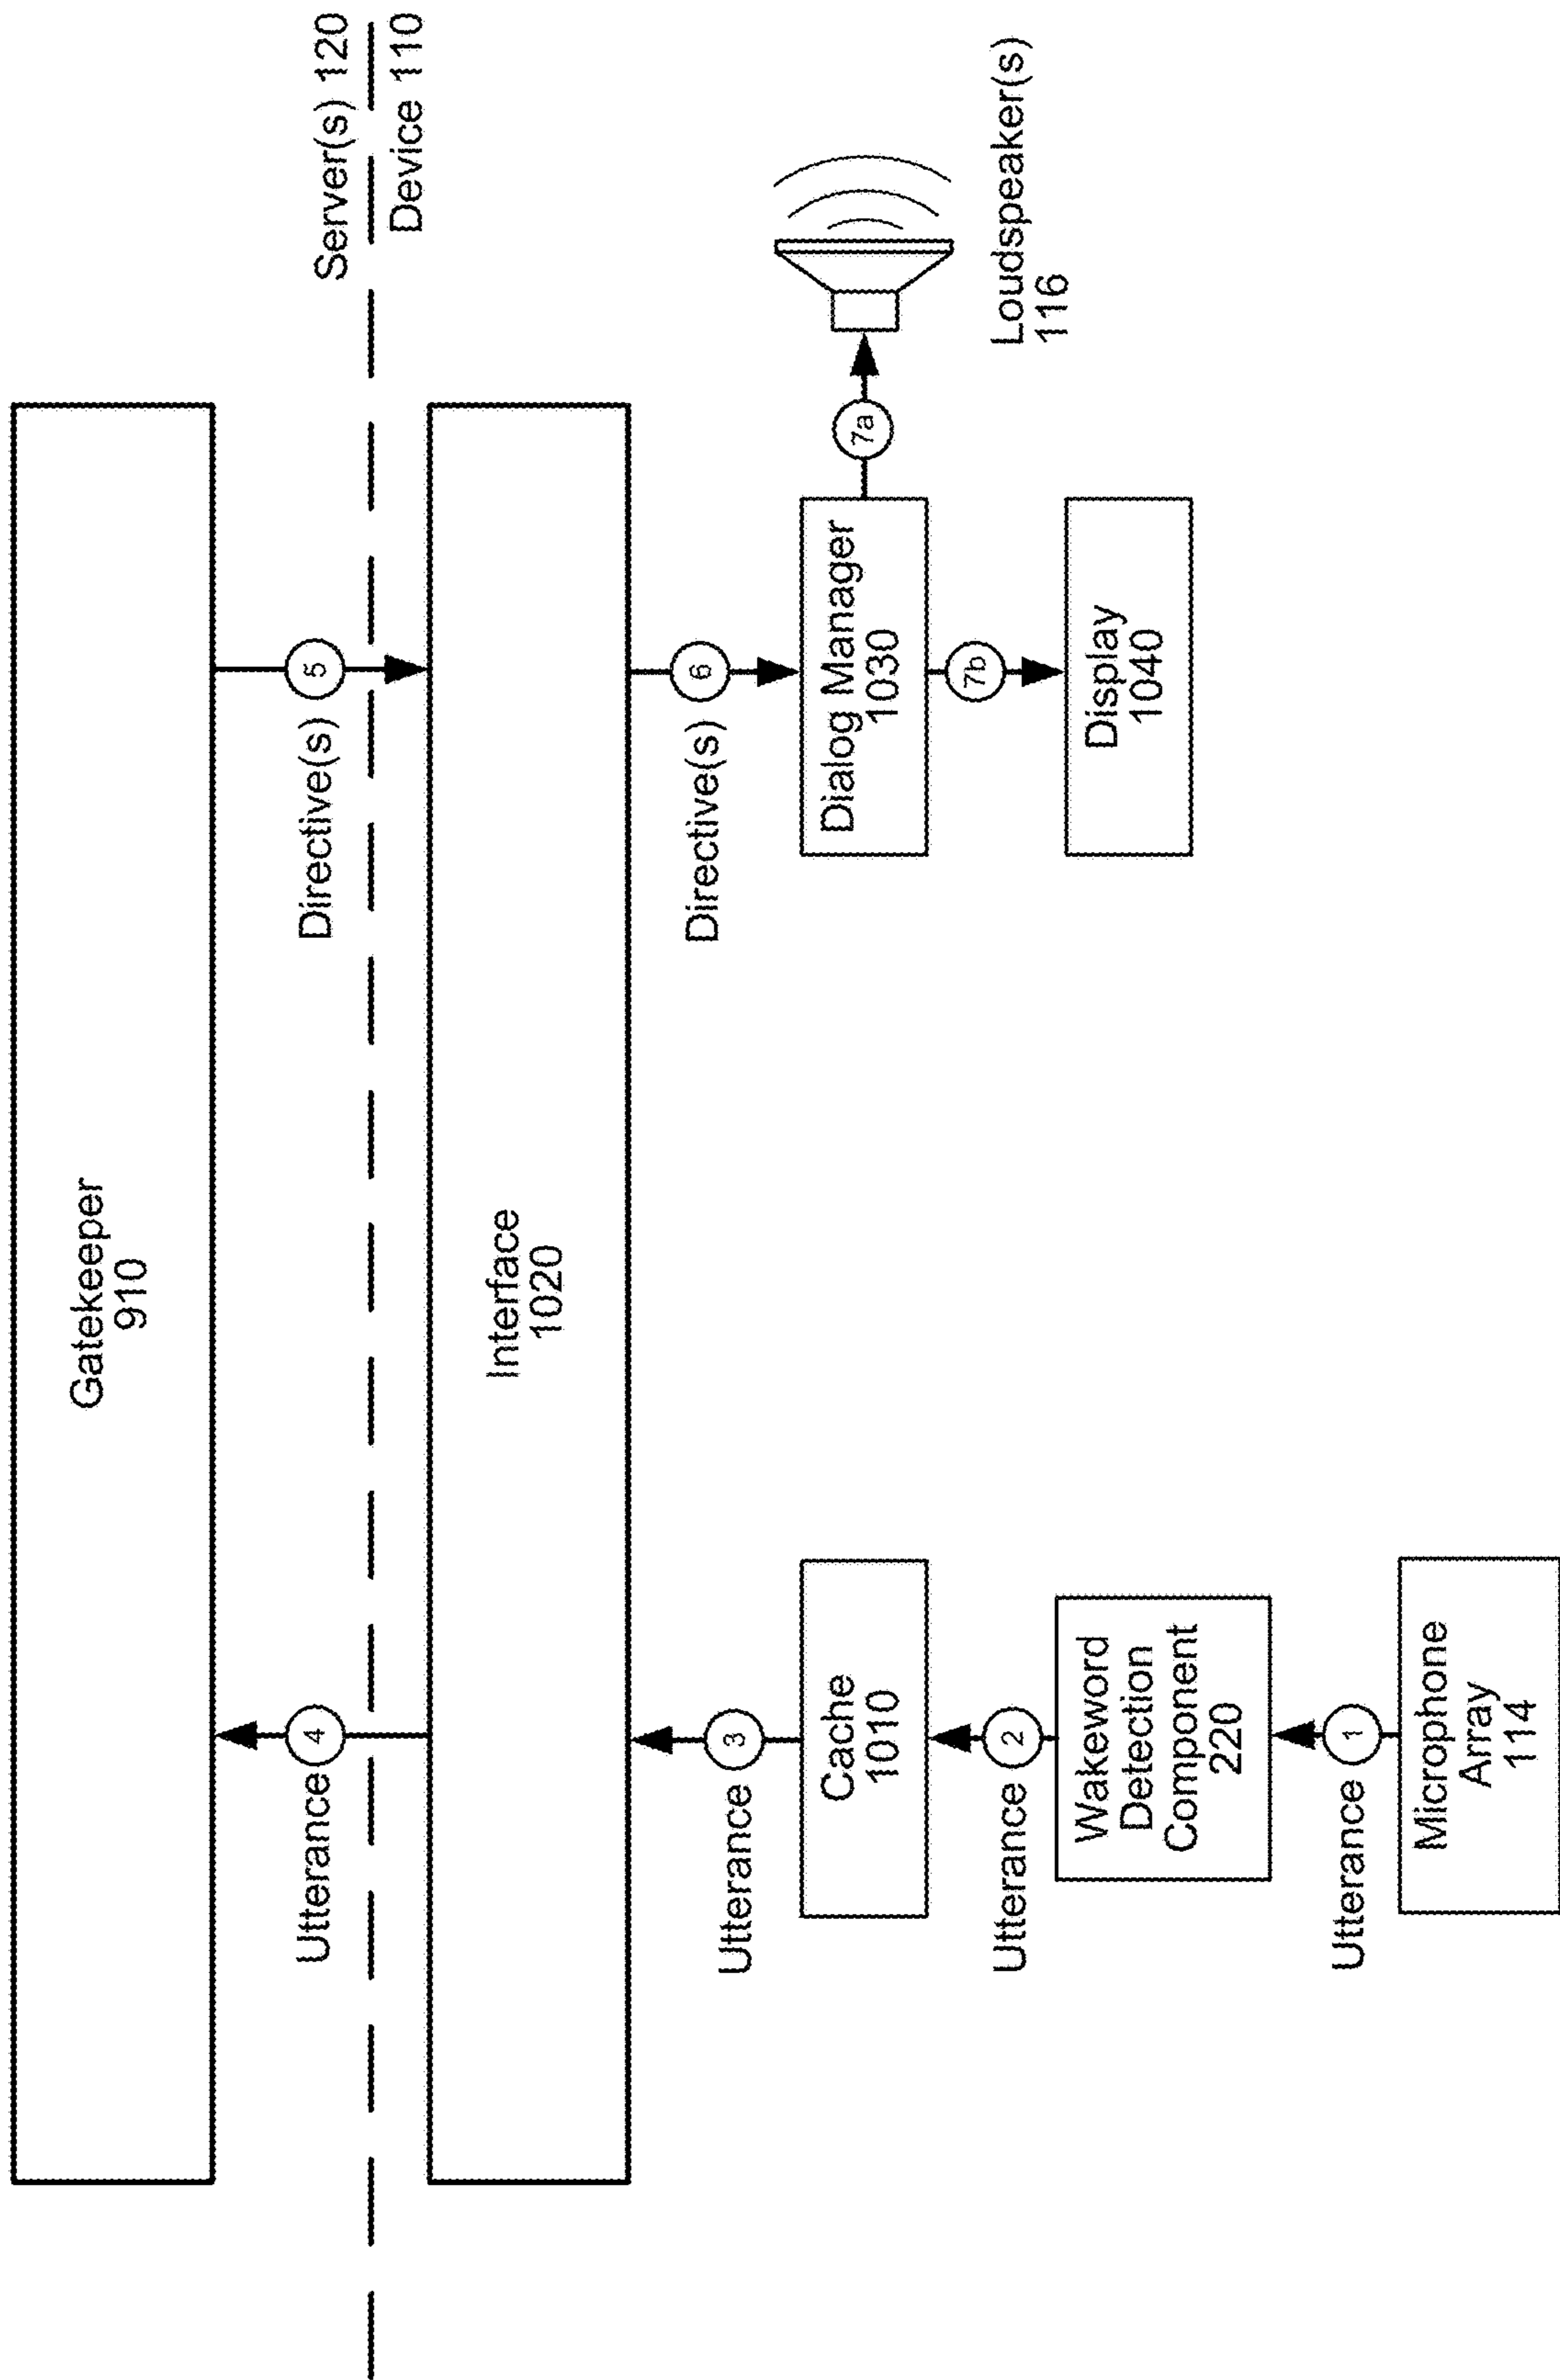 Server(s) 120
Device 110
Gatekeeper
910
Utterance
4
Directive(s)
5
Interface
1020
Utterance
3
Directive(s)
6
Cache
1010
Dialog Manager
1030
7a
Loudspeaker(s)
116
Utterance
2
7b
Wakeword
Detection
Component
220
Display
1040
Utterance
1
Microphone
Array
114